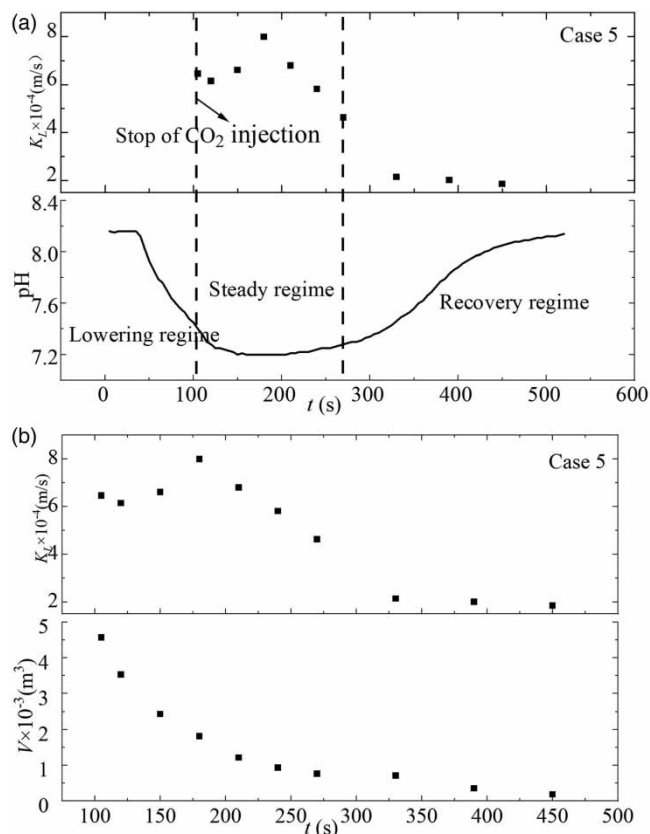 (a)
Case 5
8
6
4
2
K_L×10⁻⁴(m/s)
Stop of CO₂ injection
8.4
8.0
7.6
7.2
pH
Lowering regime
Steady regime
Recovery regime
0 100 200 300 400 500 600
t (s)
(b)
Case 5
8
6
4
2
K_L×10⁻⁴(m/s)
5
4
3
2
1
0
V×10⁻³(m³)
100 150 200 250 300 350 400 450 500
t (s)